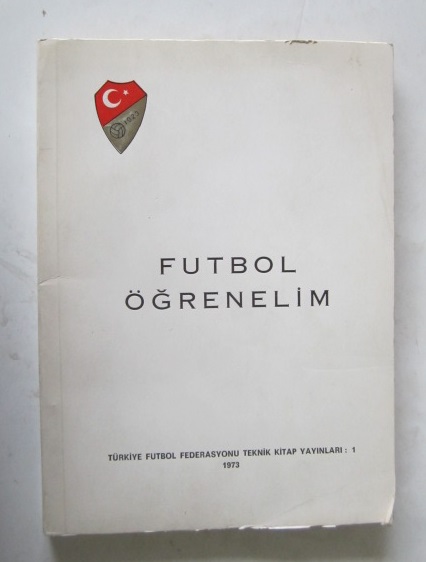 1923
FUTBOL
ÖĞRENELİM
TÜRKİYE FUTBOL FEDERASYONU TEKNİK KİTAP YAYINLARI : 1
1973